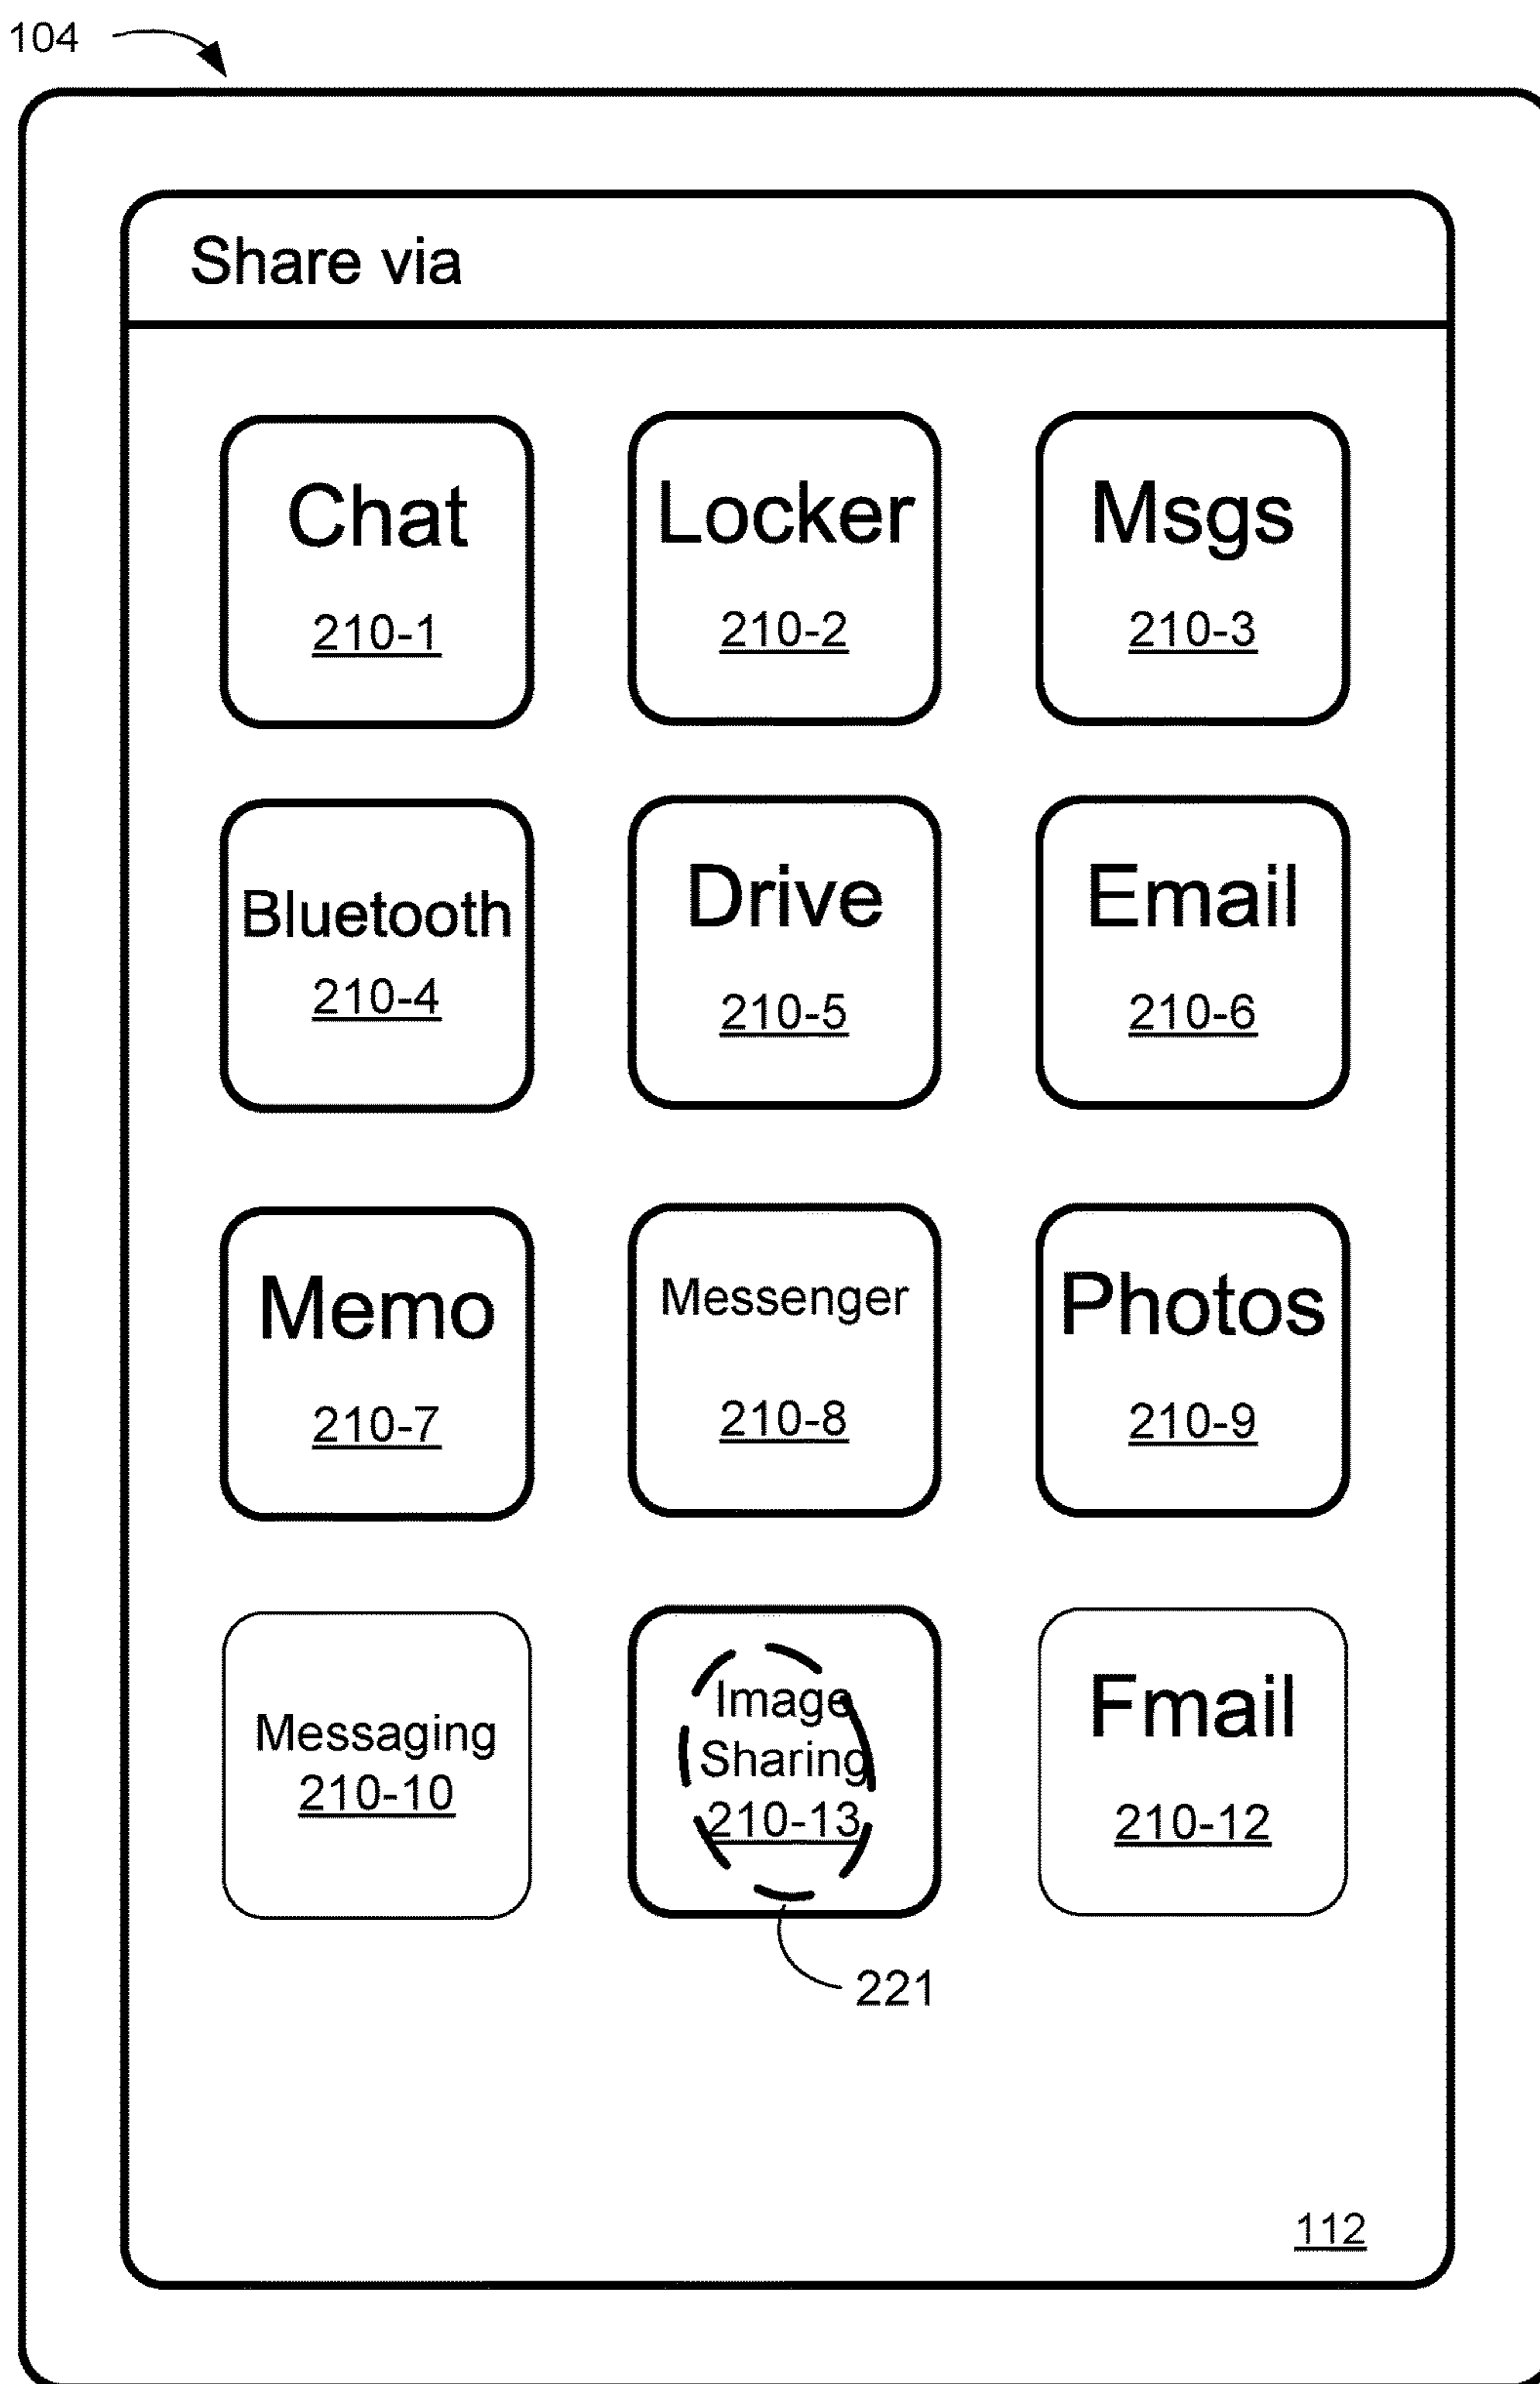 104
Share via
Chat
Locker
Msgs
210-1
210-2
210-3
Bluetooth
Drive
Email
210-4
210-5
210-6
Memo
Messenger
Photos
210-7
210-8
210-9
Messaging
210-10
Image
Sharing
210-13
Fmail
210-12
221
112